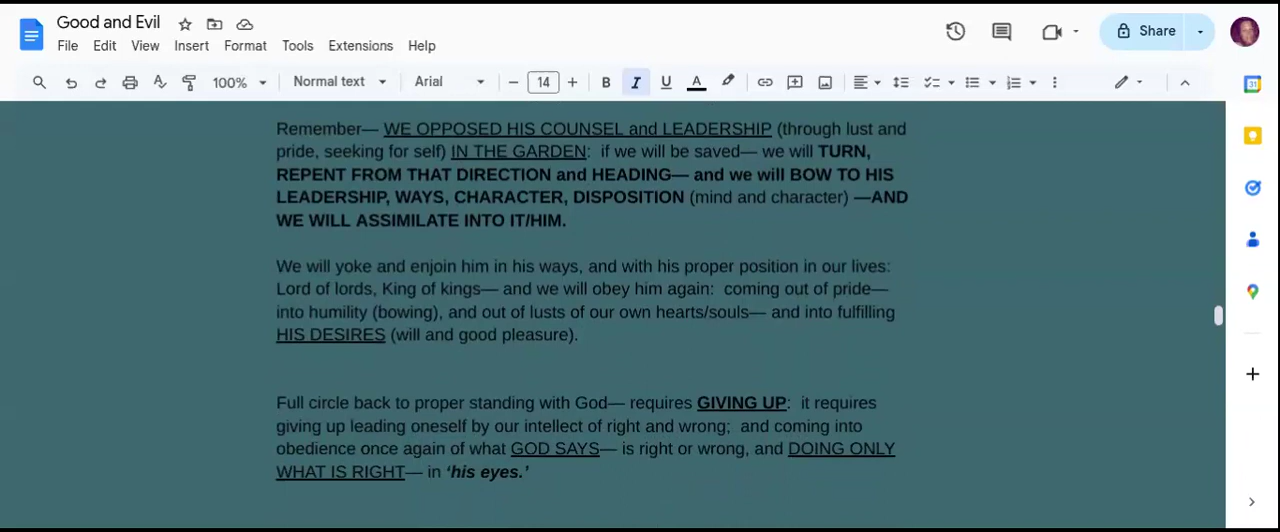 Good and Evil
File Edit View Insert Format Tools Extensions Help
Share
100% Normal text Arial 14 B I U A
31
Remember— WE OPPOSED HIS COUNSEL and LEADERSHIP (through lust and
pride, seeking for self) IN THE GARDEN:  if we will be saved— we will TURN,
REPENT FROM THAT DIRECTION and HEADING— and we will BOW TO HIS
LEADERSHIP, WAYS, CHARACTER, DISPOSITION (mind and character) —AND
WE WILL ASSIMILATE INTO IT/HIM.
We will yoke and enjoin him in his ways, and with his proper position in our lives:
Lord of lords, King of kings— and we will obey him again:  coming out of pride—
into humility (bowing), and out of lusts of our own hearts/souls— and into fulfilling
HIS DESIRES (will and good pleasure).
Full circle back to proper standing with God— requires GIVING UP:  it requires
giving up leading oneself by our intellect of right and wrong;  and coming into
obedience once again of what GOD SAYS— is right or wrong, and DOING ONLY
WHAT IS RIGHT— in ‘his eyes.’